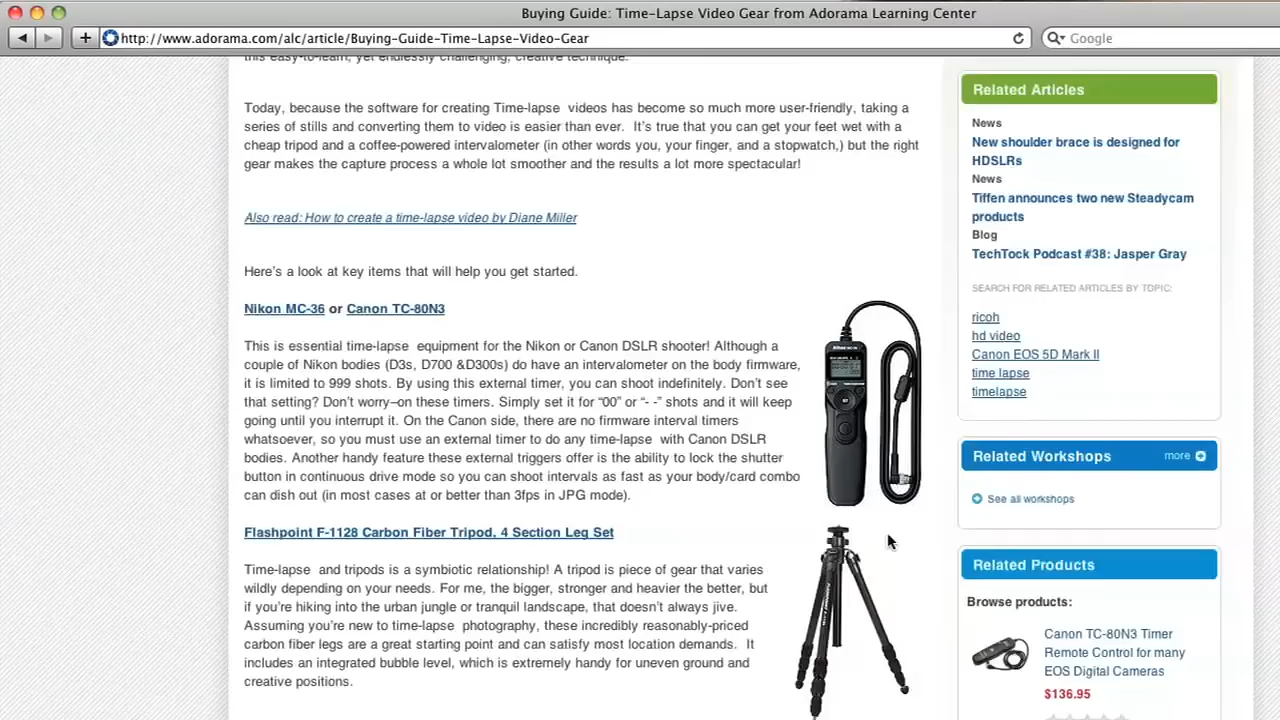 Buying Guide: Time-Lapse Video Gear from Adorama Learning Center
http://www.adorama.com/alc/article/Buying-Guide-Time-Lapse-Video-Gear
Google
this easy-to-learn, yet endlessly challenging, creative technique.
Today, because the software for creating Time-lapse videos has become so much more user-friendly, taking a
series of stills and converting them to video is easier than ever. It's true that you can get your feet wet with a
cheap tripod and a coffee-powered intervalometer (in other words you, your finger, and a stopwatch,) but the right
gear makes the capture process a whole lot smoother and the results a lot more spectacular!
Also read: How to create a time-lapse video by Diane Miller
Here's a look at key items that will help you get started.
Nikon MC-36 or Canon TC-80N3
This is essential time-lapse equipment for the Nikon or Canon DSLR shooter! Although a
couple of Nikon bodies (D3s, D700 &D300s) do have an intervalometer on the body firmware,
it is limited to 999 shots. By using this external timer, you can shoot indefinitely. Don't see
that setting? Don't worry–on these timers. Simply set it for “00” or “- -” shots and it will keep
going until you interrupt it. On the Canon side, there are no firmware interval timers
whatsoever, so you must use an external timer to do any time-lapse with Canon DSLR
bodies. Another handy feature these external triggers offer is the ability to lock the shutter
button in continuous drive mode so you can shoot intervals as fast as your body/card combo
can dish out (in most cases at or better than 3fps in JPG mode).
Flashpoint F-1128 Carbon Fiber Tripod, 4 Section Leg Set
Time-lapse and tripods is a symbiotic relationship! A tripod is piece of gear that varies
wildly depending on your needs. For me, the bigger, stronger and heavier the better, but
if you're hiking into the urban jungle or tranquil landscape, that doesn't always jive.
Assuming you're new to time-lapse photography, these incredibly reasonably-priced
carbon fiber legs are a great starting point and can satisfy most location demands. It
includes an integrated bubble level, which is extremely handy for uneven ground and
creative positions.
Related Articles
News
New shoulder brace is designed for
HDSLRs
News
Tiffen announces two new Steadycam
products
Blog
TechTock Podcast #38: Jasper Gray
SEARCH FOR RELATED ARTICLES BY TOPIC:
ricoh
hd video
Canon EOS 5D Mark II
time lapse
timelapse
Related Workshops more
See all workshops
Related Products
Browse products:
Canon TC-80N3 Timer
Remote Control for many
EOS Digital Cameras
$136.95